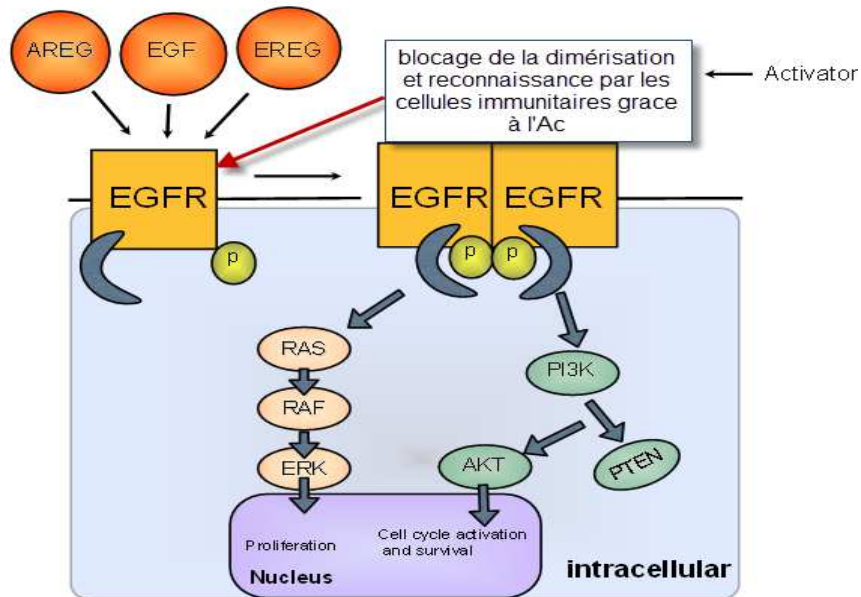 AREG
EGF
EREG
blocage de la dimérisation
et reconnaissance par les
cellules immunitaires grace
à l'Ac
Activator
EGFR
EGFR
EGFR
p
p
p
RAS
RAF
ERK
PI3K
AKT
PTEN
Proliferation
Cell cycle activation
and survival
Nucleus
intracellular